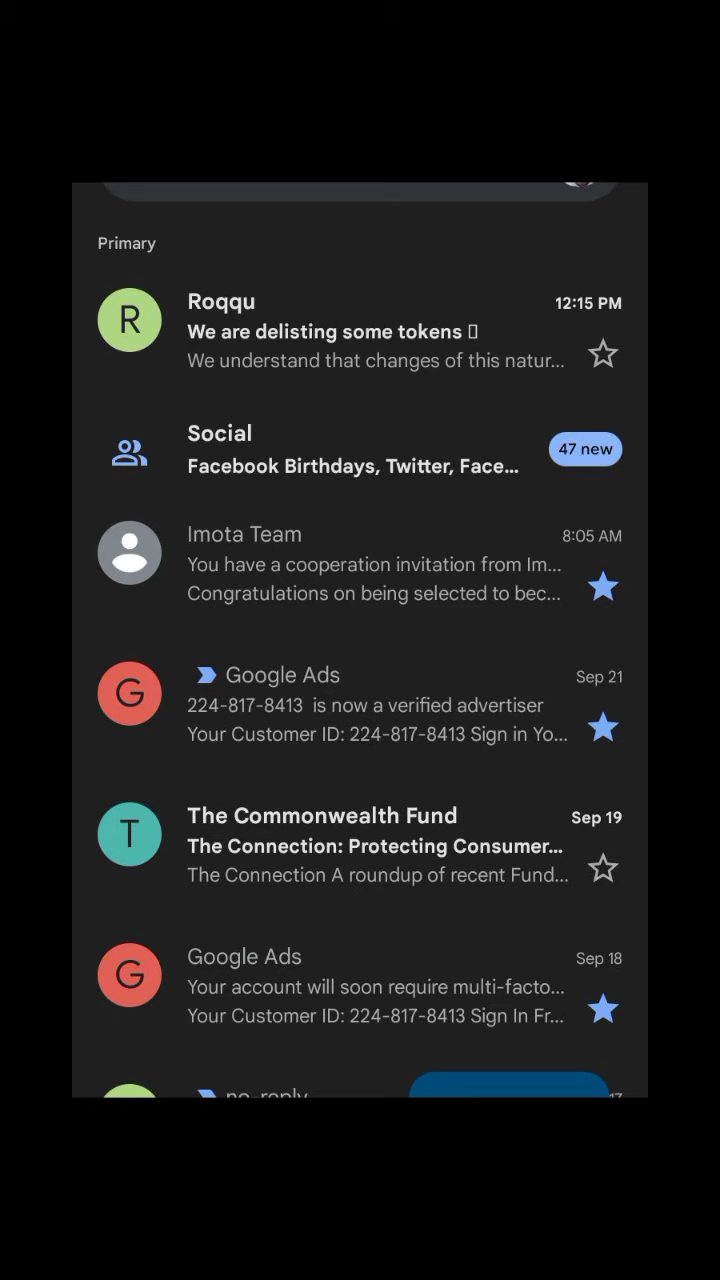 Primary
R
Roqqu
12:15 PM
We are delisting some tokens
We understand that changes of this natur...
Social
47 new
Facebook Birthdays, Twitter, Face...
Imota Team
8:05 AM
You have a cooperation invitation from Im...
Congratulations on being selected to bec...
G
Google Ads
Sep 21
224-817-8413 is now a verified advertiser
Your Customer ID: 224-817-8413 Sign in Yo...
T
The Commonwealth Fund
Sep 19
The Connection: Protecting Consumer...
The Connection A roundup of recent Fund...
G
Google Ads
Sep 18
Your account will soon require multi-facto...
Your Customer ID: 224-817-8413 Sign In Fr...
no-reply